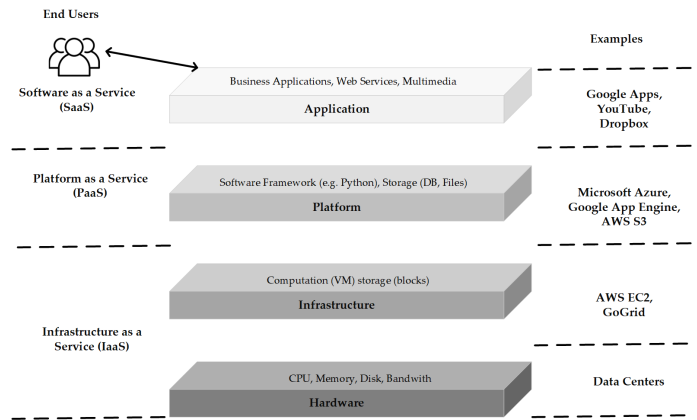 End Users
Examples
Business Applications, Web Services, Multimedia
Application
Software as a Service
(SaaS)
Google Apps,
YouTube,
Dropbox
Software Framework (e.g. Python), Storage (DB, Files)
Platform
Platform as a Service
(PaaS)
Microsoft Azure,
Google App Engine,
AWS S3
Computation (VM) storage (blocks)
Infrastructure
AWS EC2,
GoGrid
Infrastructure as a
Service (IaaS)
CPU, Memory, Disk, Bandwith
Hardware
Data Centers